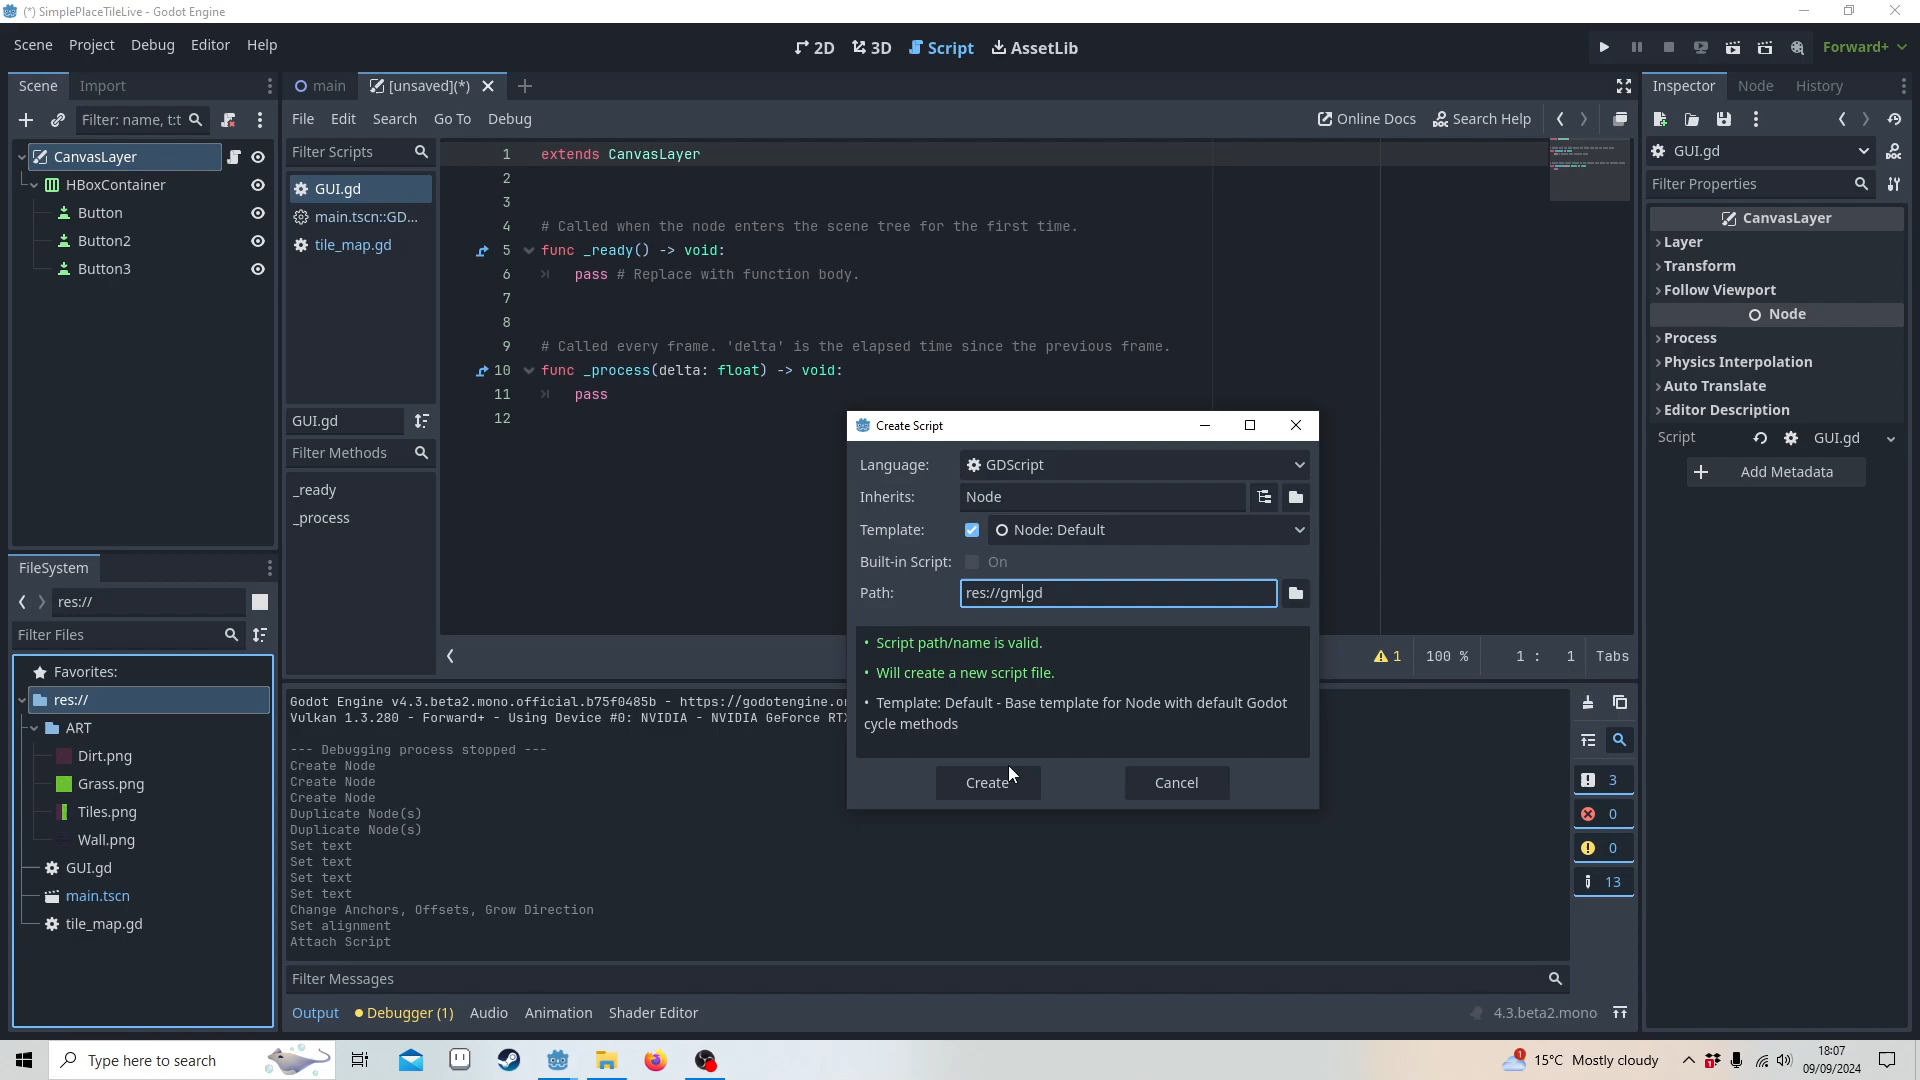 (*) SimplePlaceTileLive - Godot Engine
Scene Project Debug Editor Help
2D 3D Script AssetLib
Forward+
Scene Import
main [unsaved](*)
Inspector Node History
Filter: name, t:t
File Edit Search Go To Debug
Online Docs Search Help
Filter Scripts
GUI.gd
main.tscn::GD...
tile_map.gd
GUI.gd
Filter Methods
_ready
_process
CanvasLayer
HBoxContainer
Button
Button2
Button3
1 extends CanvasLayer
2
3
4 # Called when the node enters the scene tree for the first time.
5 func _ready() -> void:
6 pass # Replace with function body.
7
8
9 # Called every frame. 'delta' is the elapsed time since the previous frame.
10 func _process(delta: float) -> void:
11 pass
12
1 100 % 1 : 1 Tabs
GUI.gd
Filter Properties
CanvasLayer
Layer
Transform
Follow Viewport
Node
Process
Physics Interpolation
Auto Translate
Editor Description
Script GUI.gd
Add Metadata
Create Script
Language: GDScript
Inherits: Node
Template: Node: Default
Built-in Script: On
Path: res://gm.gd
• Script path/name is valid.
• Will create a new script file.
• Template: Default - Base template for Node with default Godot
cycle methods
Create Cancel
FileSystem
res://
Filter Files
Favorites:
res://
ART
Dirt.png
Grass.png
Tiles.png
Wall.png
GUI.gd
main.tscn
tile_map.gd
Godot Engine v4.3.beta2.mono.official.b75f0485b - https://godotengine.or
Vulkan 1.3.280 - Forward+ - Using Device #0: NVIDIA - NVIDIA GeForce RTX
--- Debugging process stopped ---
Create Node
Create Node
Create Node
Duplicate Node(s)
Duplicate Node(s)
Set text
Set text
Set text
Set text
Change Anchors, Offsets, Grow Direction
Set alignment
Attach Script
3
0
0
13
Filter Messages
Output Debugger (1) Audio Animation Shader Editor
4.3.beta2.mono
Type here to search
1
15°C Mostly cloudy
18:07
09/09/2024